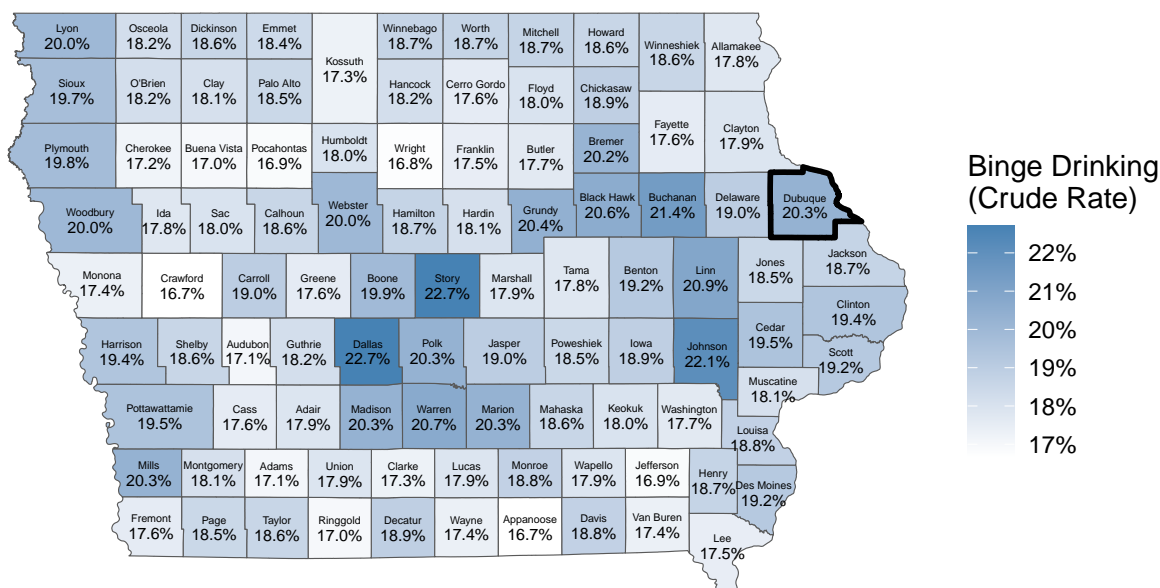 Lyon
20.0%
Osceola
18.2%
Dickinson
18.6%
Emmet
18.4%
Kossuth
17.3%
Winnebago
18.7%
Worth
18.7%
Mitchell
18.7%
Howard
18.6%
Winneshiek
18.6%
Allamakee
17.8%
Sioux
19.7%
O'Brien
18.2%
Clay
18.1%
Palo Alto
18.5%
Hancock
18.2%
Cerro Gordo
17.6%
Floyd
18.0%
Chickasaw
18.9%
Plymouth
19.8%
Cherokee
17.2%
Buena Vista
17.0%
Pocahontas
16.9%
Humboldt
18.0%
Wright
16.8%
Franklin
17.5%
Butler
17.7%
Bremer
20.2%
Fayette
17.6%
Clayton
17.9%
Woodbury
20.0%
Ida
17.8%
Sac
18.0%
Calhoun
18.6%
Webster
20.0%
Hamilton
18.7%
Hardin
18.1%
Grundy
20.4%
Black Hawk
20.6%
Buchanan
21.4%
Delaware
19.0%
Dubuque
20.3%
Monona
17.4%
Crawford
16.7%
Carroll
19.0%
Greene
17.6%
Boone
19.9%
Story
22.7%
Marshall
17.9%
Tama
17.8%
Benton
19.2%
Linn
20.9%
Jones
18.5%
Jackson
18.7%
Clinton
19.4%
Harrison
19.4%
Shelby
18.6%
Audubon
17.1%
Guthrie
18.2%
Dallas
22.7%
Polk
20.3%
Jasper
19.0%
Poweshiek
18.5%
Iowa
18.9%
Johnson
22.1%
Cedar
19.5%
Scott
19.2%
Muscatine
18.1%
Pottawattamie
19.5%
Cass
17.6%
Adair
17.9%
Madison
20.3%
Warren
20.7%
Marion
20.3%
Mahaska
18.6%
Keokuk
18.0%
Washington
17.7%
Louisa
18.8%
Mills
20.3%
Montgomery
18.1%
Adams
17.1%
Union
17.9%
Clarke
17.3%
Lucas
17.9%
Monroe
18.8%
Wapello
17.9%
Jefferson
16.9%
Henry
18.7%
Des Moines
19.2%
Fremont
17.6%
Page
18.5%
Taylor
18.6%
Ringgold
17.0%
Decatur
18.9%
Wayne
17.4%
Appanoose
16.7%
Davis
18.8%
Van Buren
17.4%
Lee
17.5%
Binge Drinking
(Crude Rate)
22%
21%
20%
19%
18%
17%